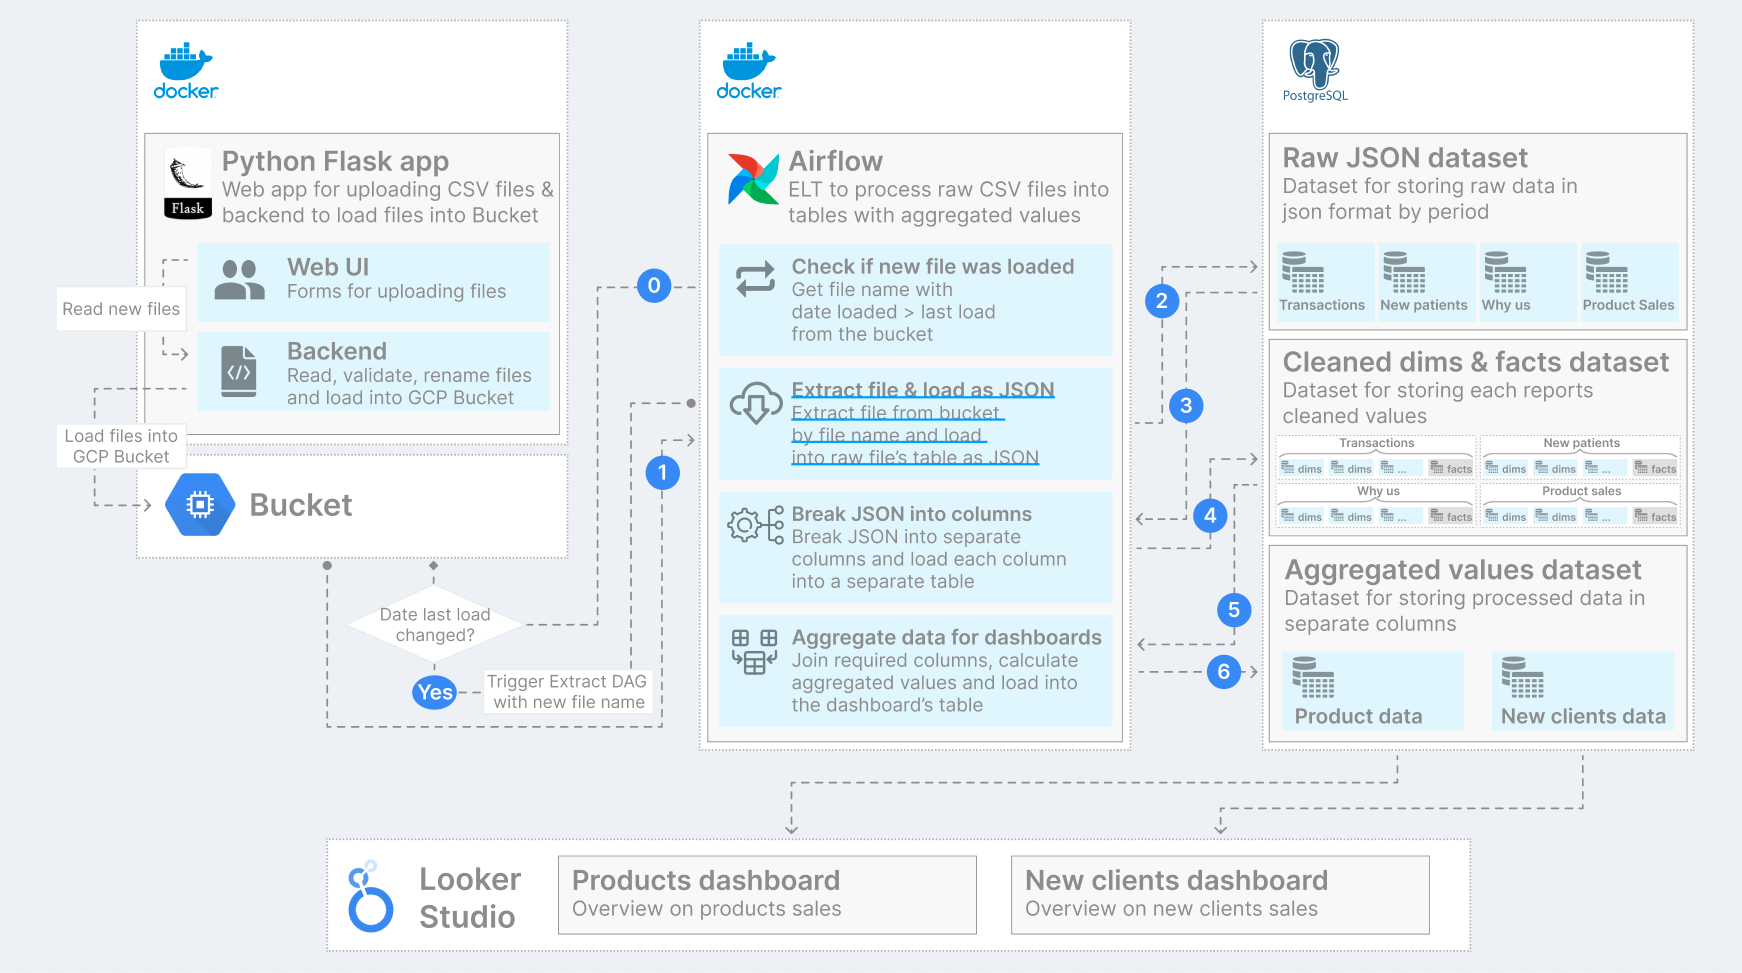 docker
Python Flask app
Web app for uploading CSV files &
backend to load files into Bucket
Flask
Web UI
Forms for uploading files
Read new files
Backend
Read, validate, rename files
and load into GCP Bucket
Load files into
GCP Bucket
Bucket
Date last load
changed?
Yes
Trigger Extract DAG
with new file name
0
1
docker
Airflow
ELT to process raw CSV files into
tables with aggregated values
Check if new file was loaded
Get file name with
date loaded > last load
from the bucket
Extract file & load as JSON
Extract file from bucket
by file name and load
into raw file's table as JSON
Break JSON into columns
Break JSON into separate
columns and load each column
into a separate table
Aggregate data for dashboards
Join required columns, calculate
aggregated values and load into
the dashboard's table
2
3
4
5
6
PostgreSQL
Raw JSON dataset
Dataset for storing raw data in
json format by period
Transactions
New patients
Why us
Product Sales
Cleaned dims & facts dataset
Dataset for storing each reports
cleaned values
Transactions
dims dims ... facts
New patients
dims dims ... facts
Why us
dims dims ... facts
Product sales
dims dims ... facts
Aggregated values dataset
Dataset for storing processed data in
separate columns
Product data
New clients data
Looker
Studio
Products dashboard
Overview on products sales
New clients dashboard
Overview on new clients sales